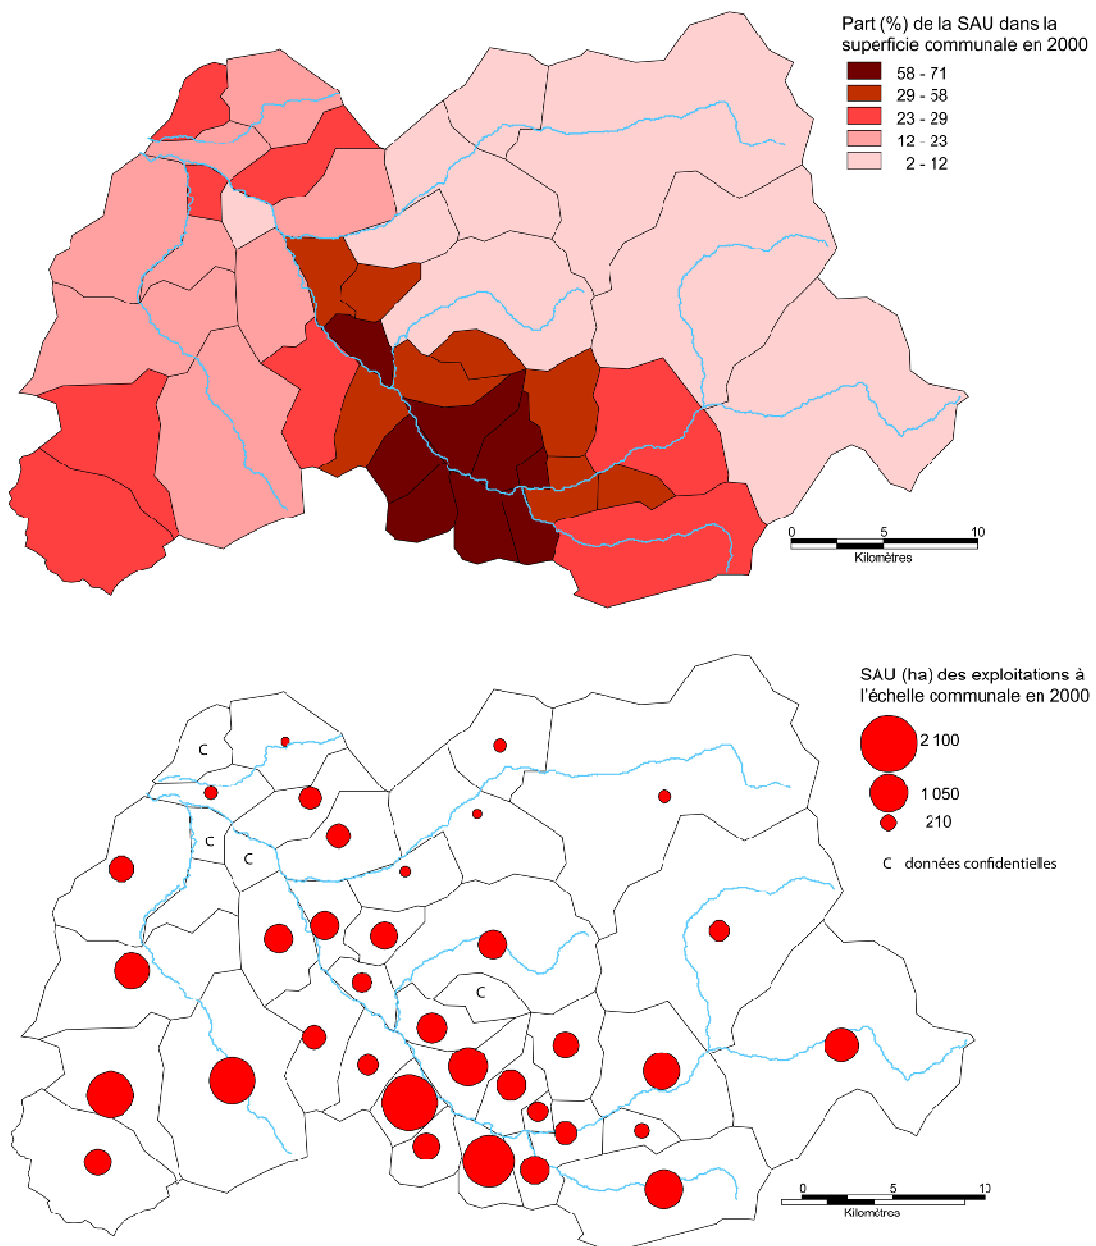 Part (%) de la SAU dans la
superficie communale en 2000
58 - 71
29 - 58
23 - 29
12 - 23
2 - 12
0 5 10
Kilomètres
SAU (ha) des exploitations à
l'échelle communale en 2000
2 100
1 050
210
C données confidentielles
C
C
C
C
0 5 10
Kilomètres